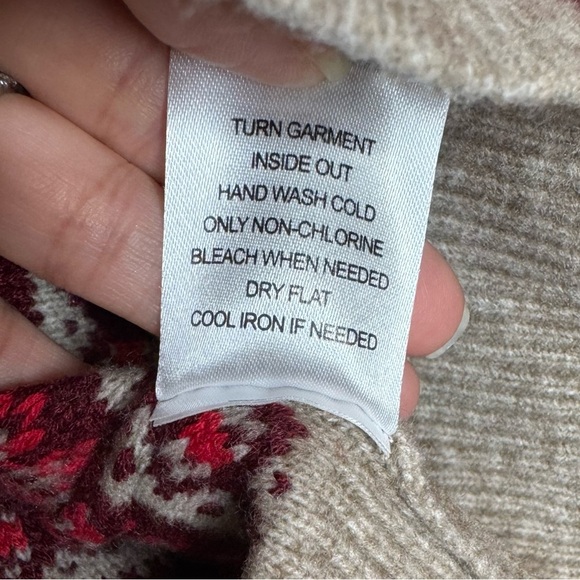 TURN GARMENT
INSIDE OUT
HAND WASH COLD
ONLY NON-CHLORINE
BLEACH WHEN NEEDED
DRY FLAT
COOL IRON IF NEEDED